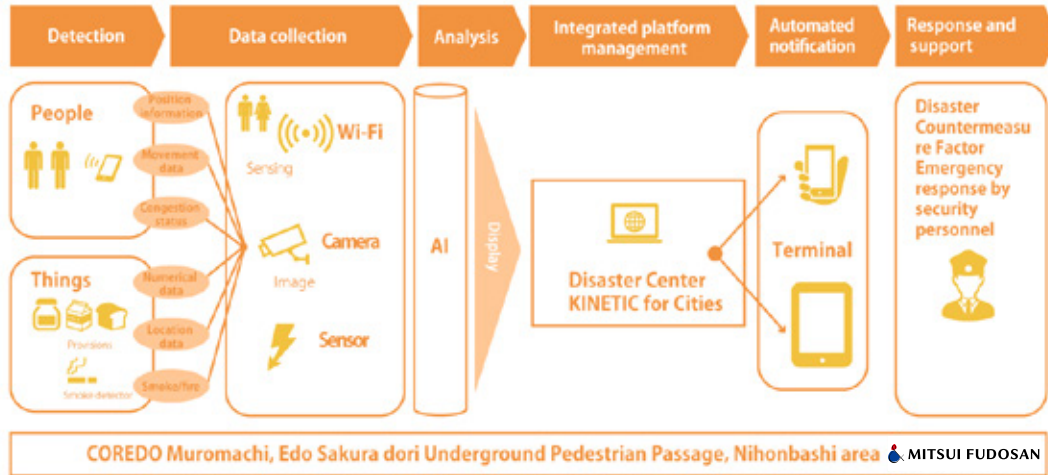 Detection
Data collection
Analysis
Integrated platform
management
Automated
notification
Response and
support
People
Position
information
Movement
data
Congestion
status
Things
Provisions
Smoke detector
Numerical
data
Location
data
Smoke/fire
Wi-Fi
Sensing
Camera
Image
Sensor
AI
Display
Disaster Center
KINETIC for Cities
Terminal
Disaster
Countermeasu
re Factor
Emergency
response by
security
personnel
COREDO Muromachi, Edo Sakura dori Underground Pedestrian Passage, Nihonbashi area MITSUI FUDOSAN